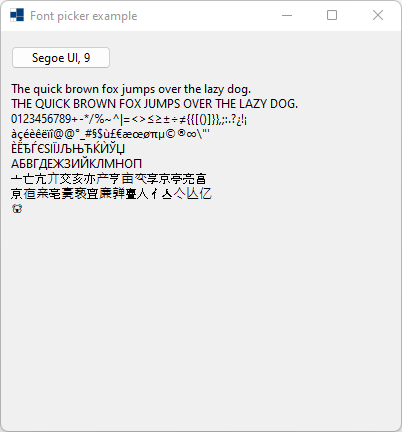 Font picker example
Segoe UI, 9
The quick brown fox jumps over the lazy dog.
THE QUICK BROWN FOX JUMPS OVER THE LAZY DOG.
0123456789+-*/%~^|=<>≤≥±÷≠{{[()]}},;:.?¿!¡
àçéèêëïî@@°_#§$ù£€æœøπµ©®∞\"'
ЀЁЂЃЄЅІЇЈЉЊЋЌЍЎЏ
АБВГДЕЖЗИЙКЛМНОП
亠亡亢亣交亥亦产亨亩亪享京亭亮亯
亰亱亲亳亴亵亶亷亸亹人亻亼亽亾亿